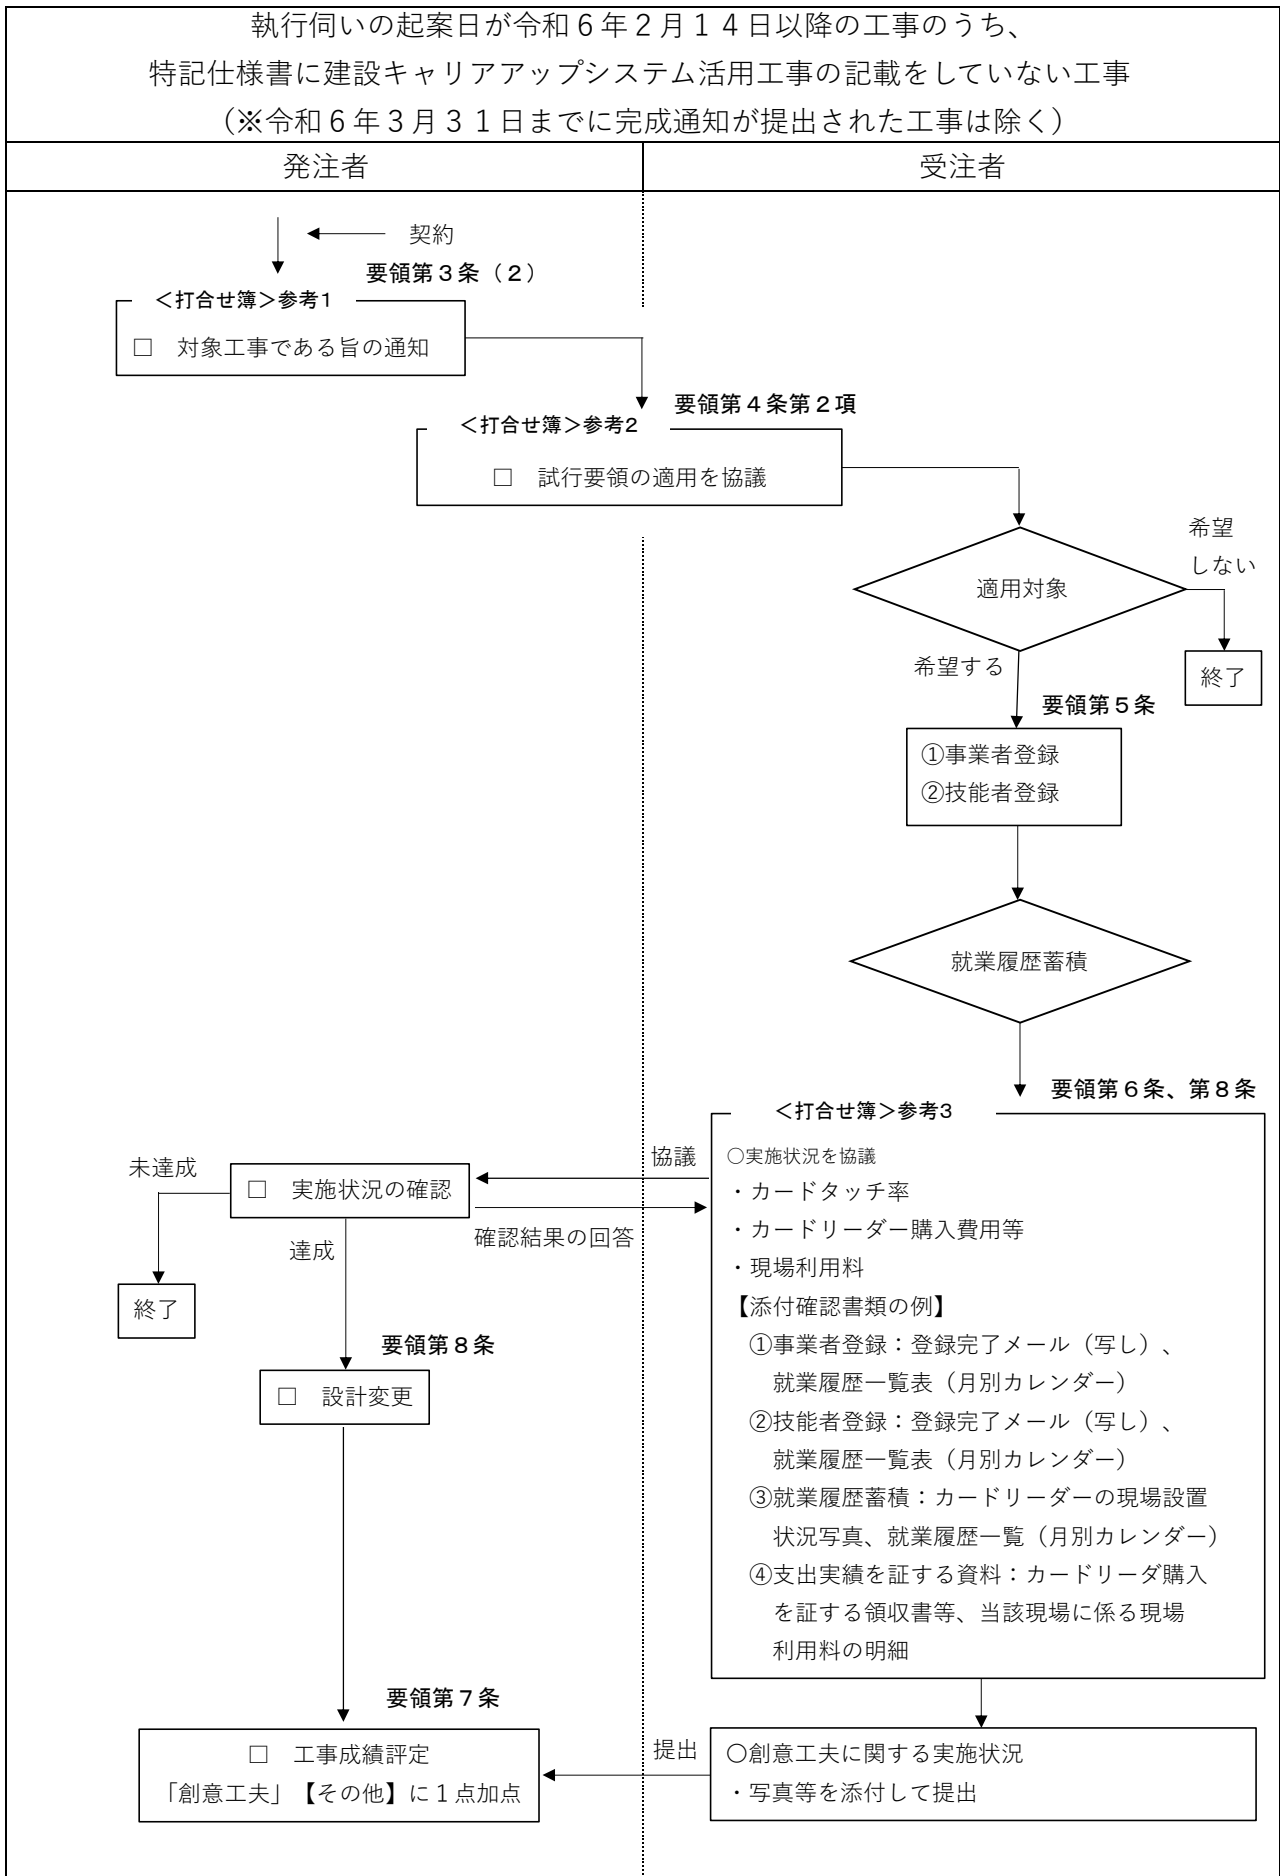 執行伺いの起案日が令和6年2月14日以降の工事のうち、
特記仕様書に建設キャリアアップシステム活用工事の記載をしていない工事
（※令和6年3月31日までに完成通知が提出された工事は除く）
発注者
受注者
契約
要領第3条（2）
＜打合せ簿＞参考1
□ 対象工事である旨の通知
要領第4条第2項
＜打合せ簿＞参考2
□ 試行要領の適用を協議
希望
しない
適用対象
希望する
終了
要領第5条
①事業者登録
②技能者登録
就業履歴蓄積
要領第6条、第8条
＜打合せ簿＞参考3
○実施状況を協議
・カードタッチ率
・カードリーダー購入費用等
・現場利用料
【添付確認書類の例】
①事業者登録：登録完了メール（写し）、
就業履歴一覧表（月別カレンダー）
②技能者登録：登録完了メール（写し）、
就業履歴一覧表（月別カレンダー）
③就業履歴蓄積：カードリーダーの現場設置
状況写真、就業履歴一覧（月別カレンダー）
④支出実績を証する資料：カードリーダ購入
を証する領収書等、当該現場に係る現場
利用料の明細
協議
未達成
□ 実施状況の確認
確認結果の回答
達成
終了
要領第8条
□ 設計変更
要領第7条
□ 工事成績評定
「創意工夫」【その他】に1点加点
提出
○創意工夫に関する実施状況
・写真等を添付して提出